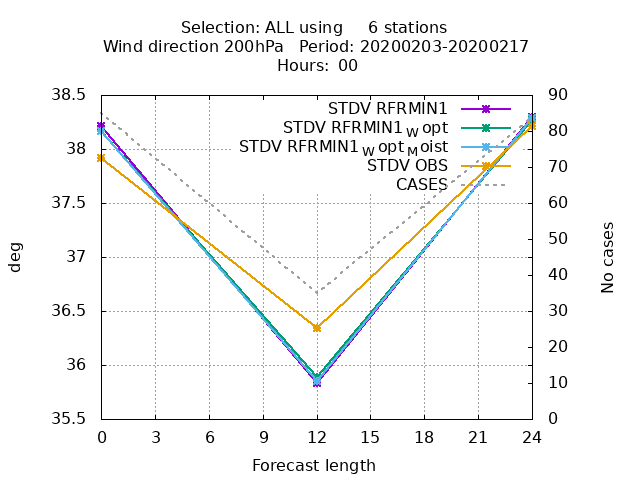 Selection: ALL using     6 stations
Wind direction 200hPa   Period: 20200203-20200217
Hours: 00
38.5
38
37.5
37
36.5
36
35.5
deg
STDV RFRMIN1
STDV RFRMIN1_W opt
STDV RFRMIN1_W opt_M oist
STDV OBS
CASES
90
80
70
60
50
40
30
20
10
0
No cases
0 3 6 9 12 15 18 21 24
Forecast length